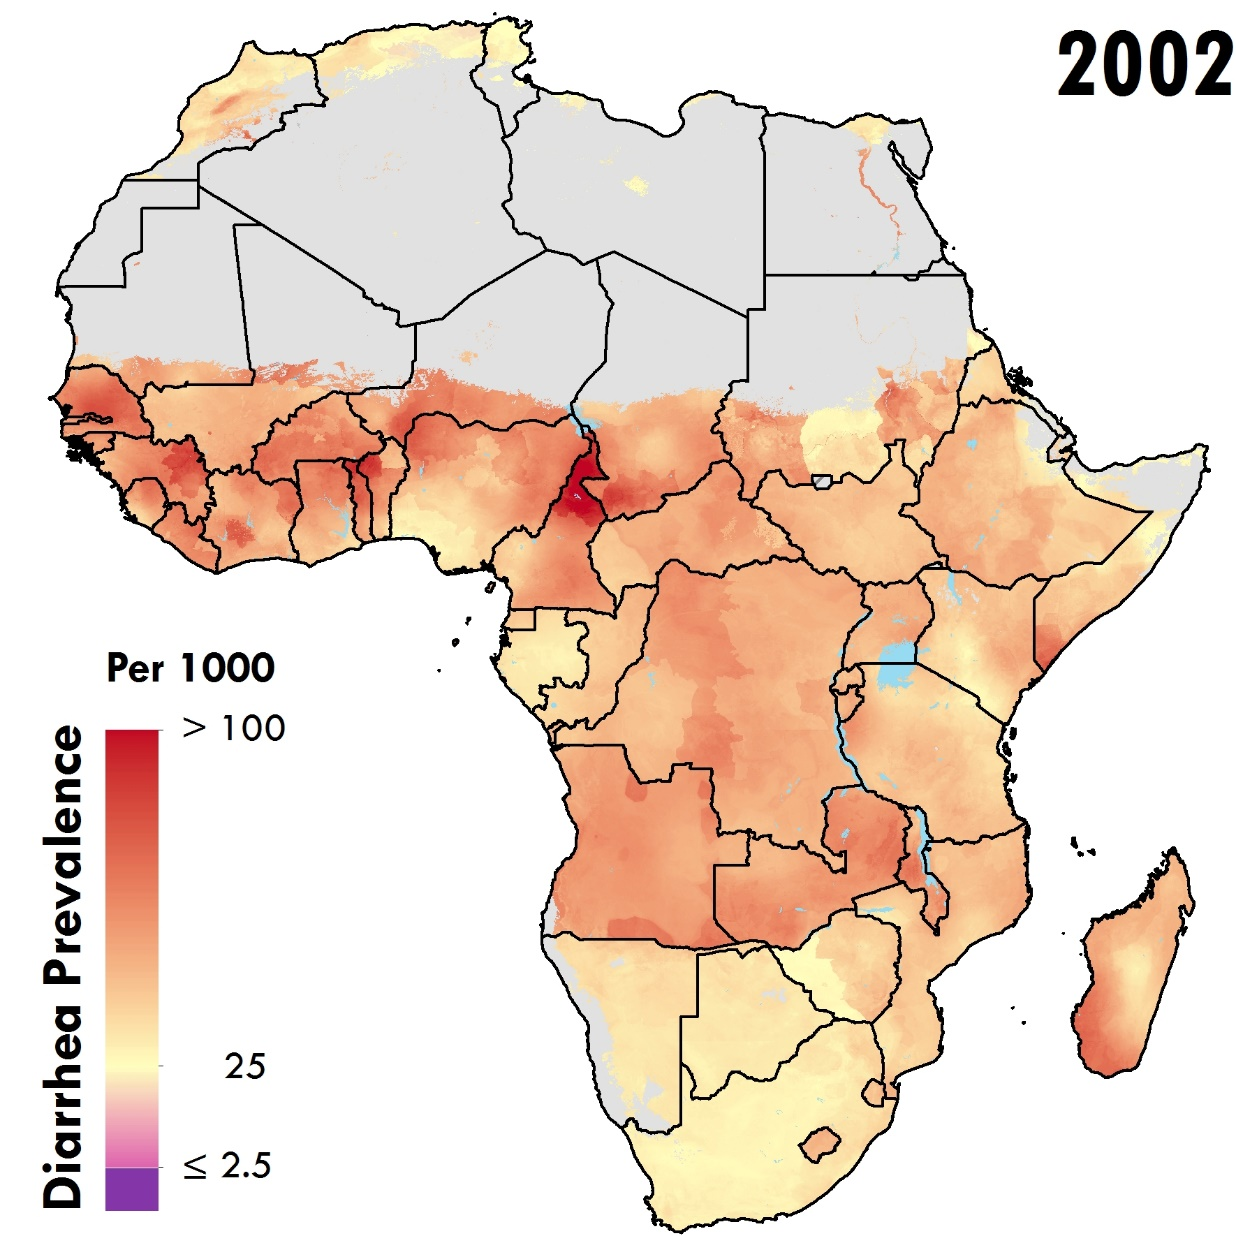 2002
Per 1000
> 100
25
≤ 2.5
Diarrhea Prevalence